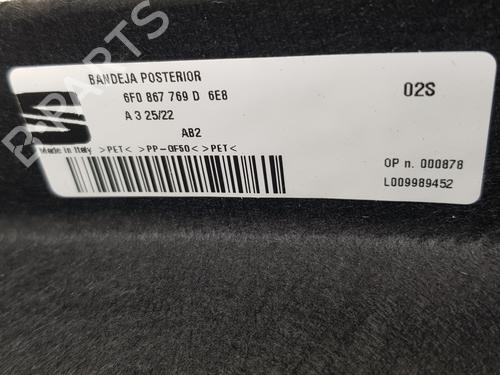 BANDEJA POSTERIOR
6F0 867 769 D 6E8
02S
A 3 25/22
AB2
Made in Italy >PET< >PP-GF50<>PET<
OP n. 000878
L009989452
B-PARTS